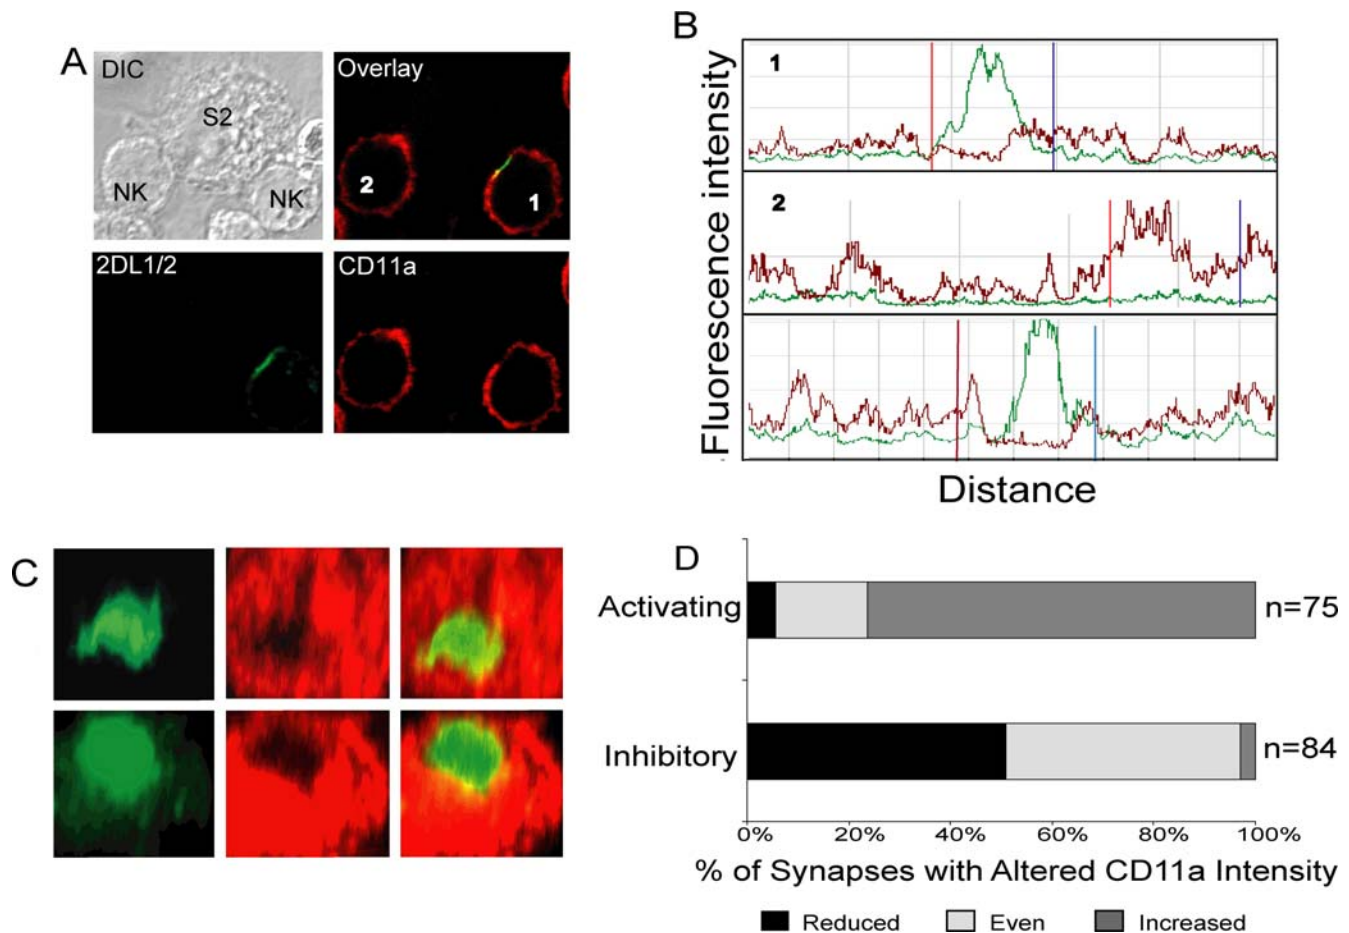 A
DIC
S2
NK
NK
Overlay
2
1
2DL1/2
CD11a
B
Fluorescence intensity
1
2
Distance
C
D
Activating
n=75
Inhibitory
n=84
0% 20% 40% 60% 80% 100%
% of Synapses with Altered CD11a Intensity
Reduced Even Increased